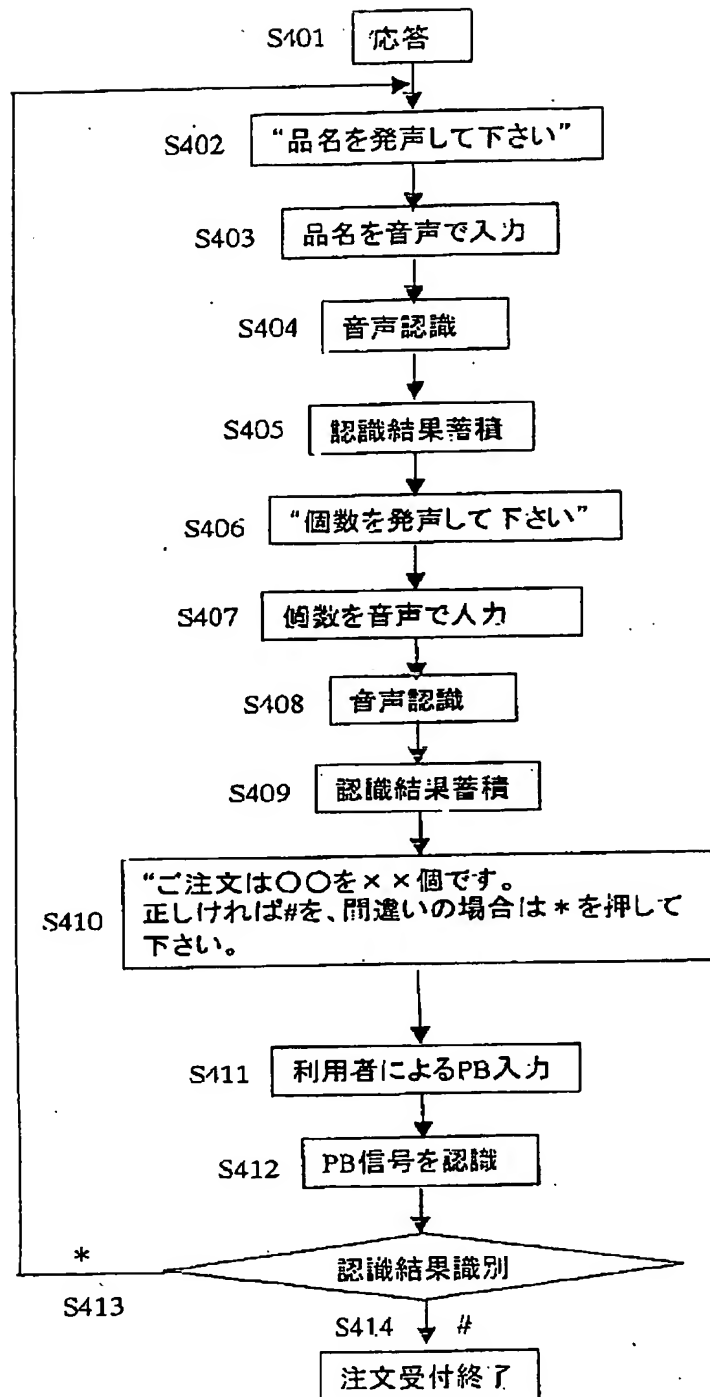 S401 応答
S402 “品名を発声して下さい”
S403 品名を音声で入力
S404 音声認識
S405 認識結果蓄積
S406 “個数を発声して下さい”
S407 個数を音声で入力
S408 音声認識
S409 認識結果蓄積
“ご注文は〇〇を××個です。
S410 正しければ#を、間違いの場合は*を押して
下さい。
S411 利用者によるPB入力
S412 PB信号を認識
*
認識結果識別
S413
S414 #
注文受付終了